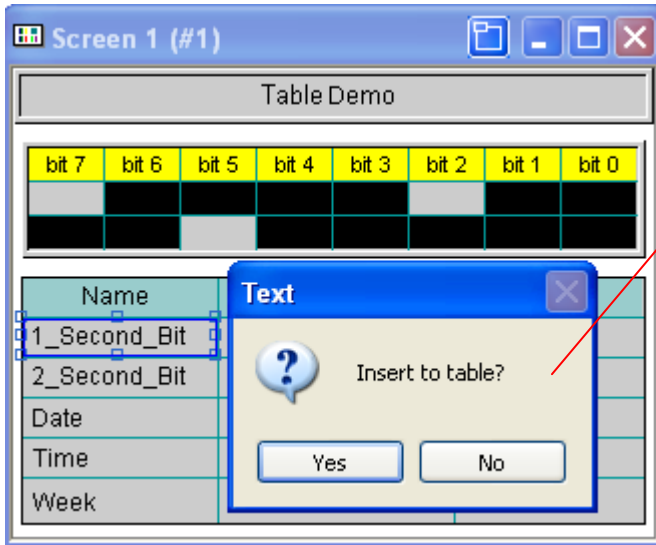 Screen 1 (#1)
Table Demo
bit 7 bit 6 bit 5 bit 4 bit 3 bit 2 bit 1 bit 0
Name
1_Second_Bit
2_Second_Bit
Date
Time
Week
Text
Insert to table?
Yes No